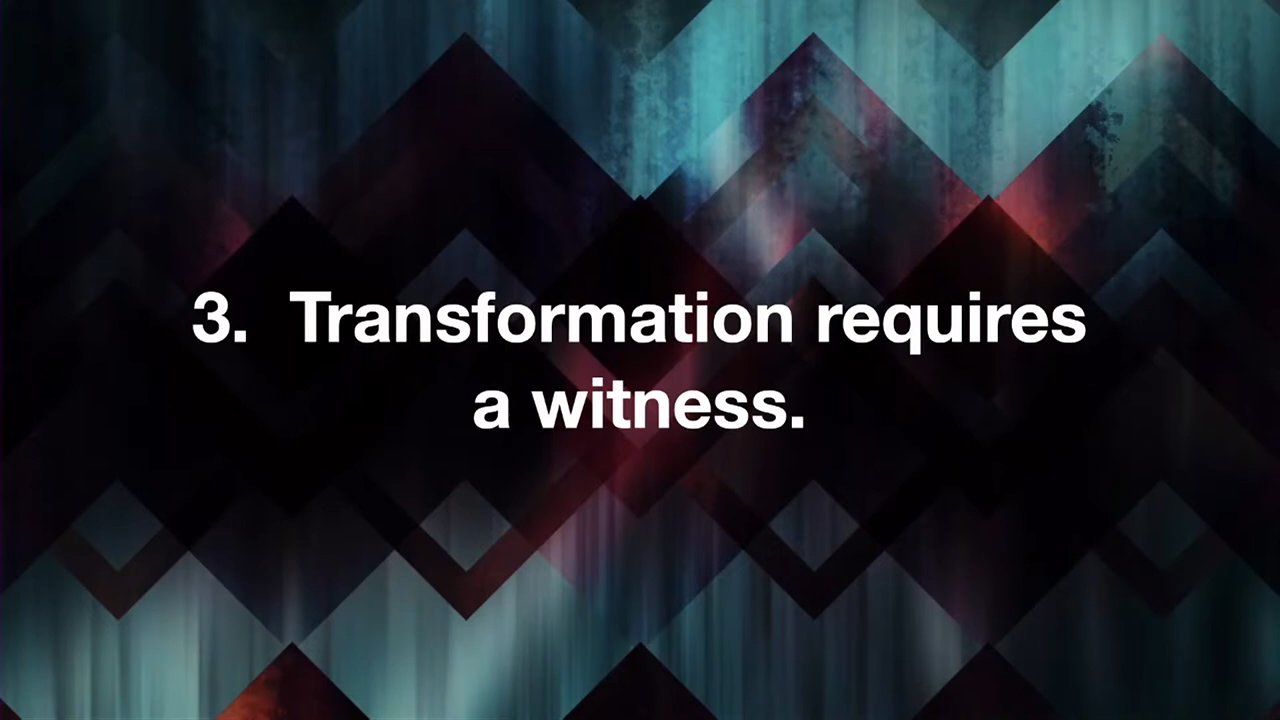 3. Transformation requires
a witness.